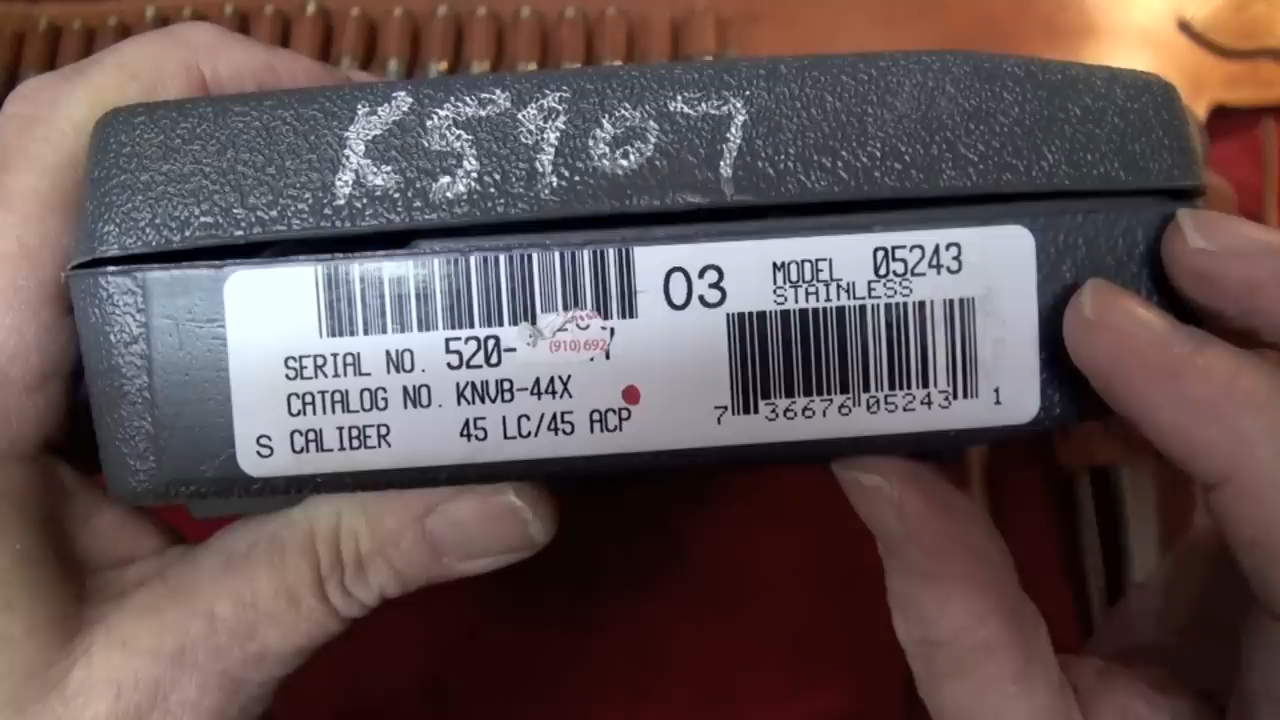 K5907
03
MODEL 05243
STAINLESS
SERIAL NO. 520-
(910) 692
CATALOG NO. KNVB-44X
S CALIBER 45 LC/45 ACP
7 36676 05243 1